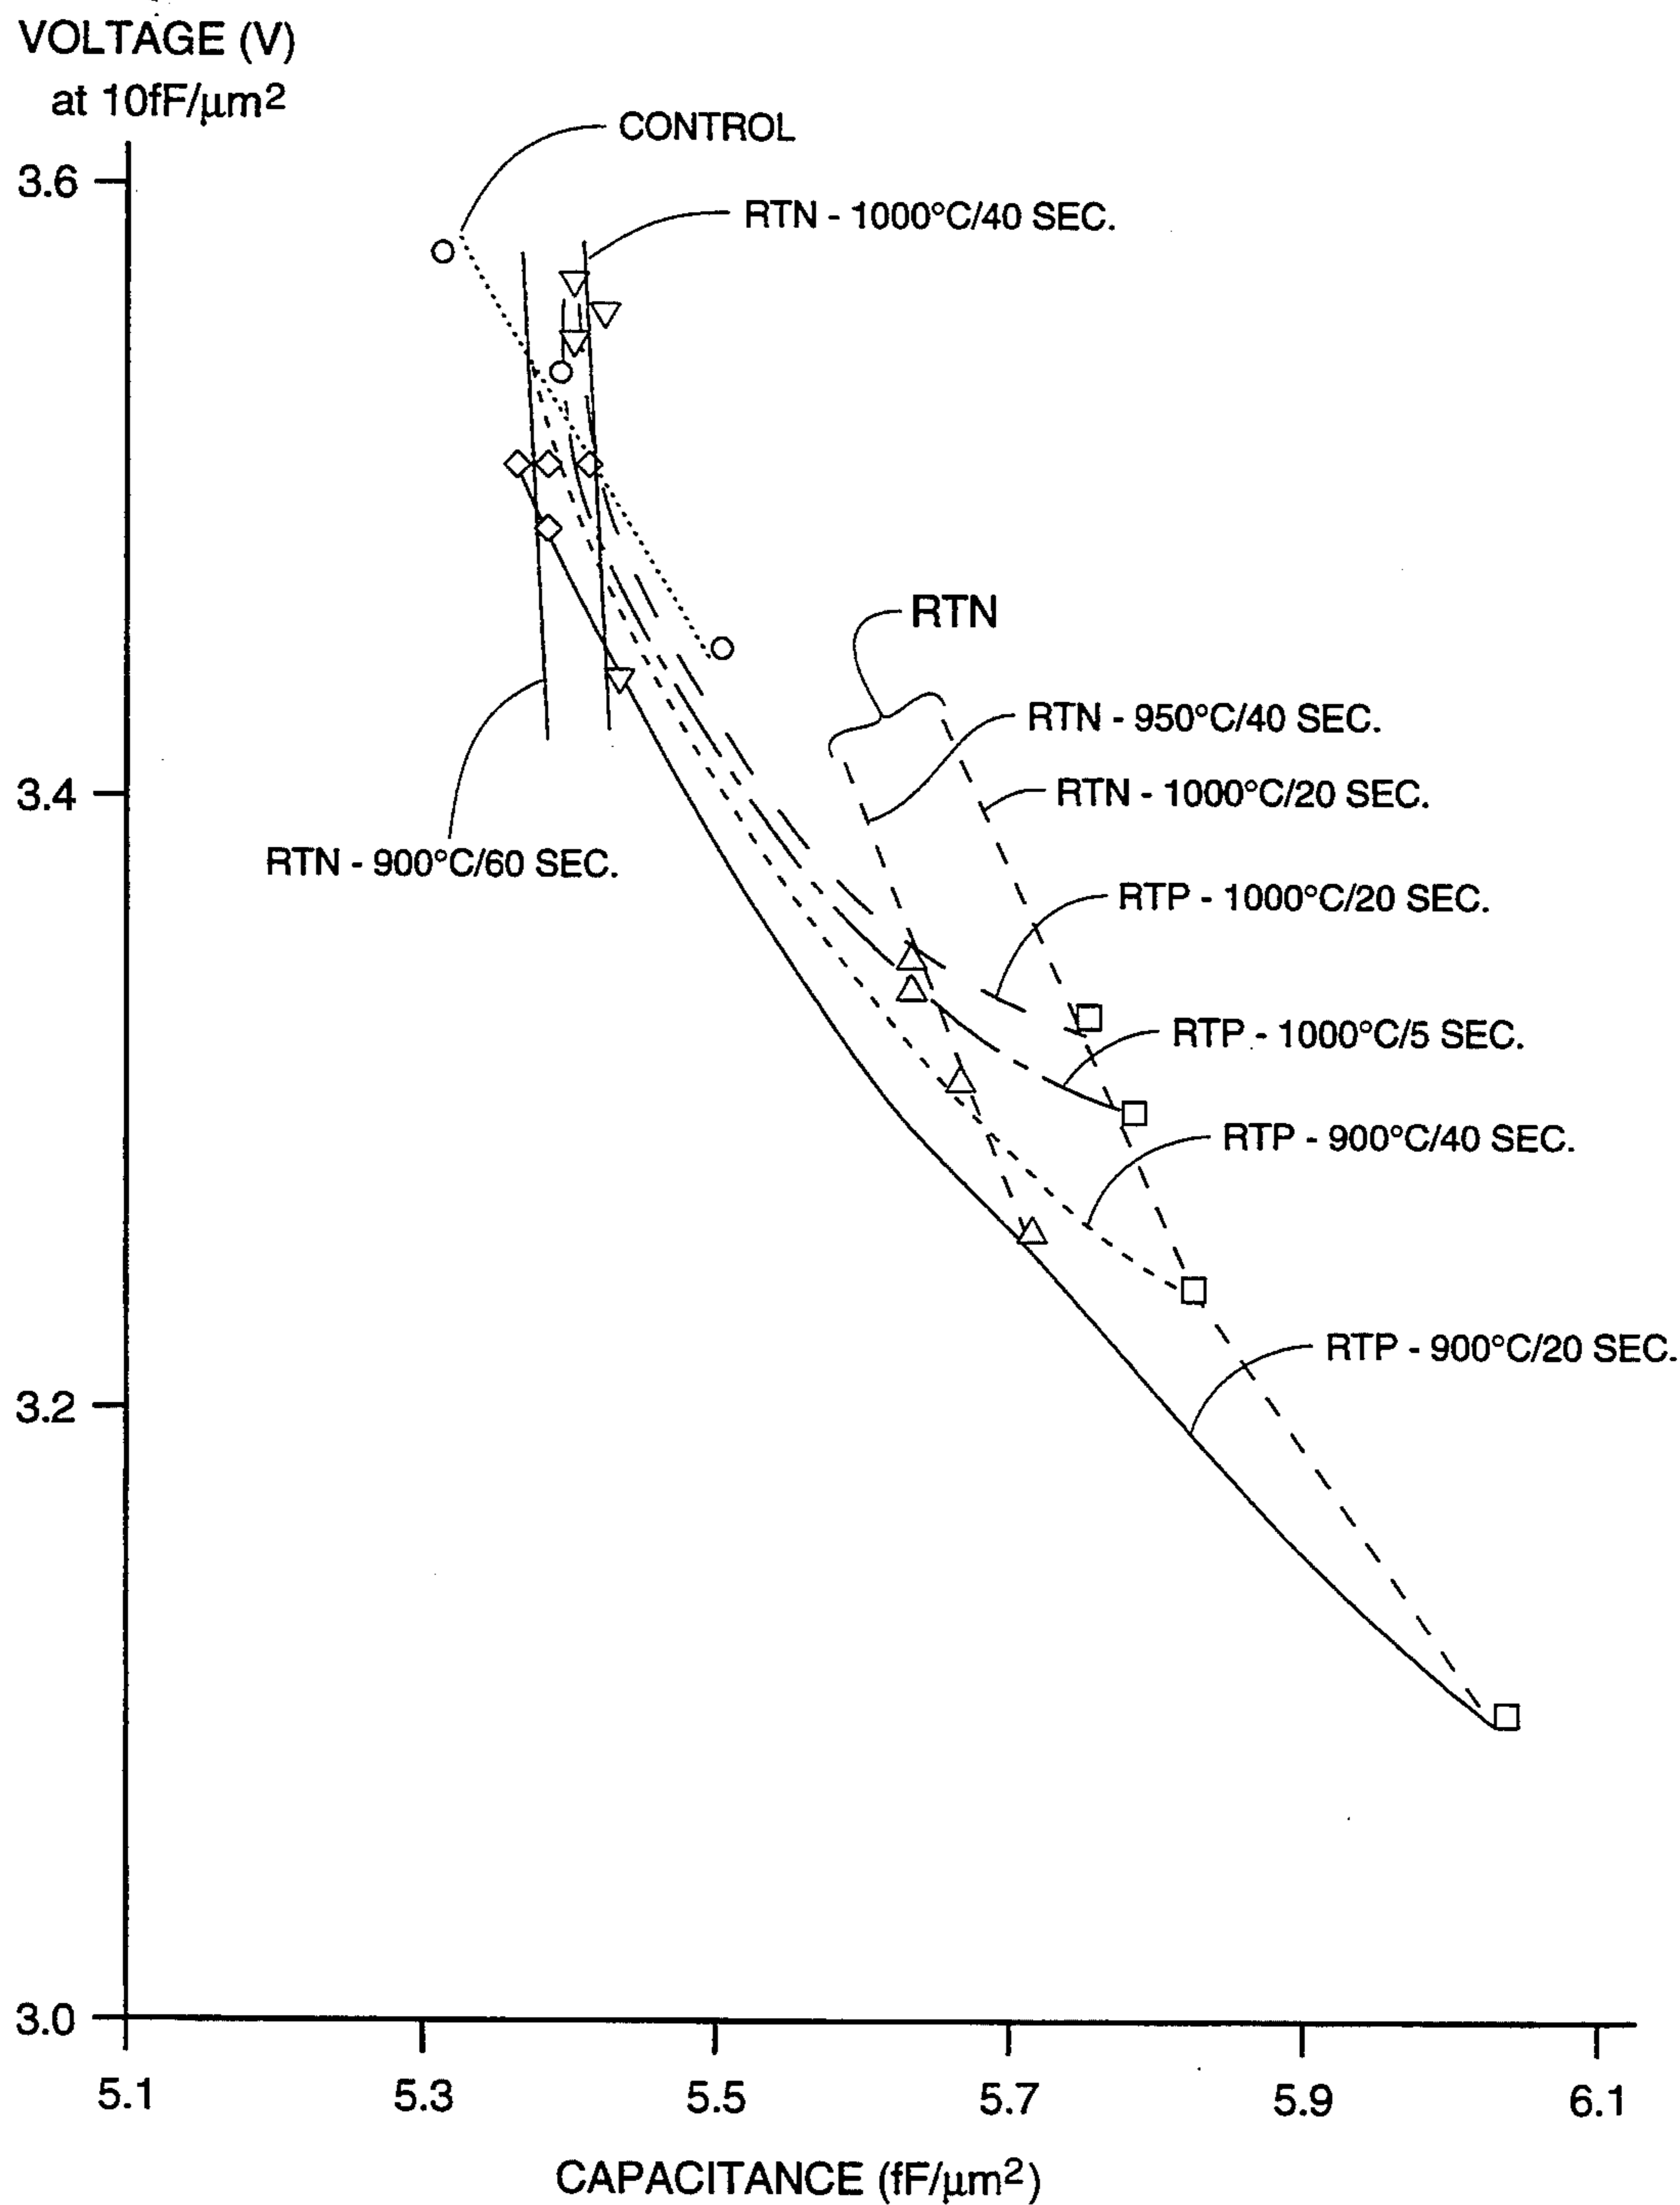 VOLTAGE (V)
at 10fF/μm²
CONTROL
3.6
RTN - 1000°C/40 SEC.
RTN
RTN - 950°C/40 SEC.
3.4
RTN - 1000°C/20 SEC.
RTN - 900°C/60 SEC.
RTP - 1000°C/20 SEC.
RTP - 1000°C/5 SEC.
RTP - 900°C/40 SEC.
RTP - 900°C/20 SEC.
3.2
3.0
5.1 5.3 5.5 5.7 5.9 6.1
CAPACITANCE (fF/μm²)